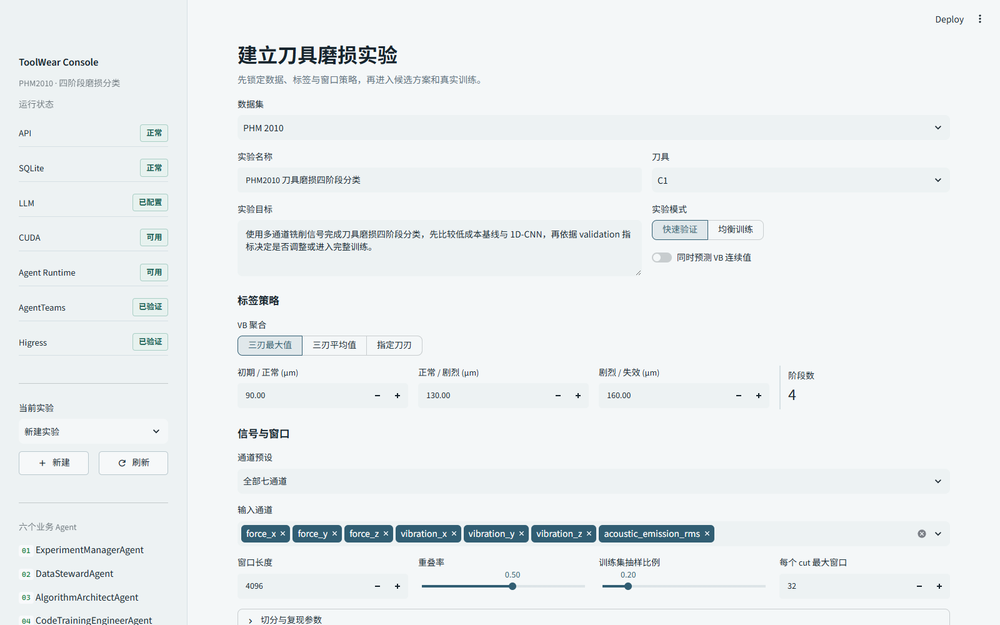 Deploy
ToolWear Console
PHM2010 · 四阶段磨损分类
运行状态
API 正常
SQLite 正常
LLM 已配置
CUDA 可用
Agent Runtime 可用
AgentTeams 已验证
Higress 已验证
当前实验
新建实验
新建 刷新
六个业务 Agent
01 ExperimentManagerAgent
02 DataStewardAgent
03 AlgorithmArchitectAgent
04 CodeTrainingEngineerAgent
建立刀具磨损实验
先锁定数据、标签与窗口策略，再进入候选方案和真实训练。
数据集
PHM 2010
实验名称 刀具
PHM2010 刀具磨损四阶段分类 C1
实验目标 实验模式
使用多通道铣削信号完成刀具磨损四阶段分类，先比较低成本基线与 1D-CNN，再依据 validation 指
标决定是否调整或进入完整训练。
快速验证 均衡训练
同时预测 VB 连续值
标签策略
VB 聚合
三刃最大值 三刃平均值 指定刀刃
初期 / 正常 (μm) 正常 / 剧烈 (μm) 剧烈 / 失效 (μm) 阶段数
90.00 130.00 160.00 4
信号与窗口
通道预设
全部七通道
输入通道
force_x force_y force_z vibration_x vibration_y vibration_z acoustic_emission_rms
窗口长度 重叠率 训练集抽样比例 每个 cut 最大窗口
4096 0.50 0.20 32
切分与复现参数